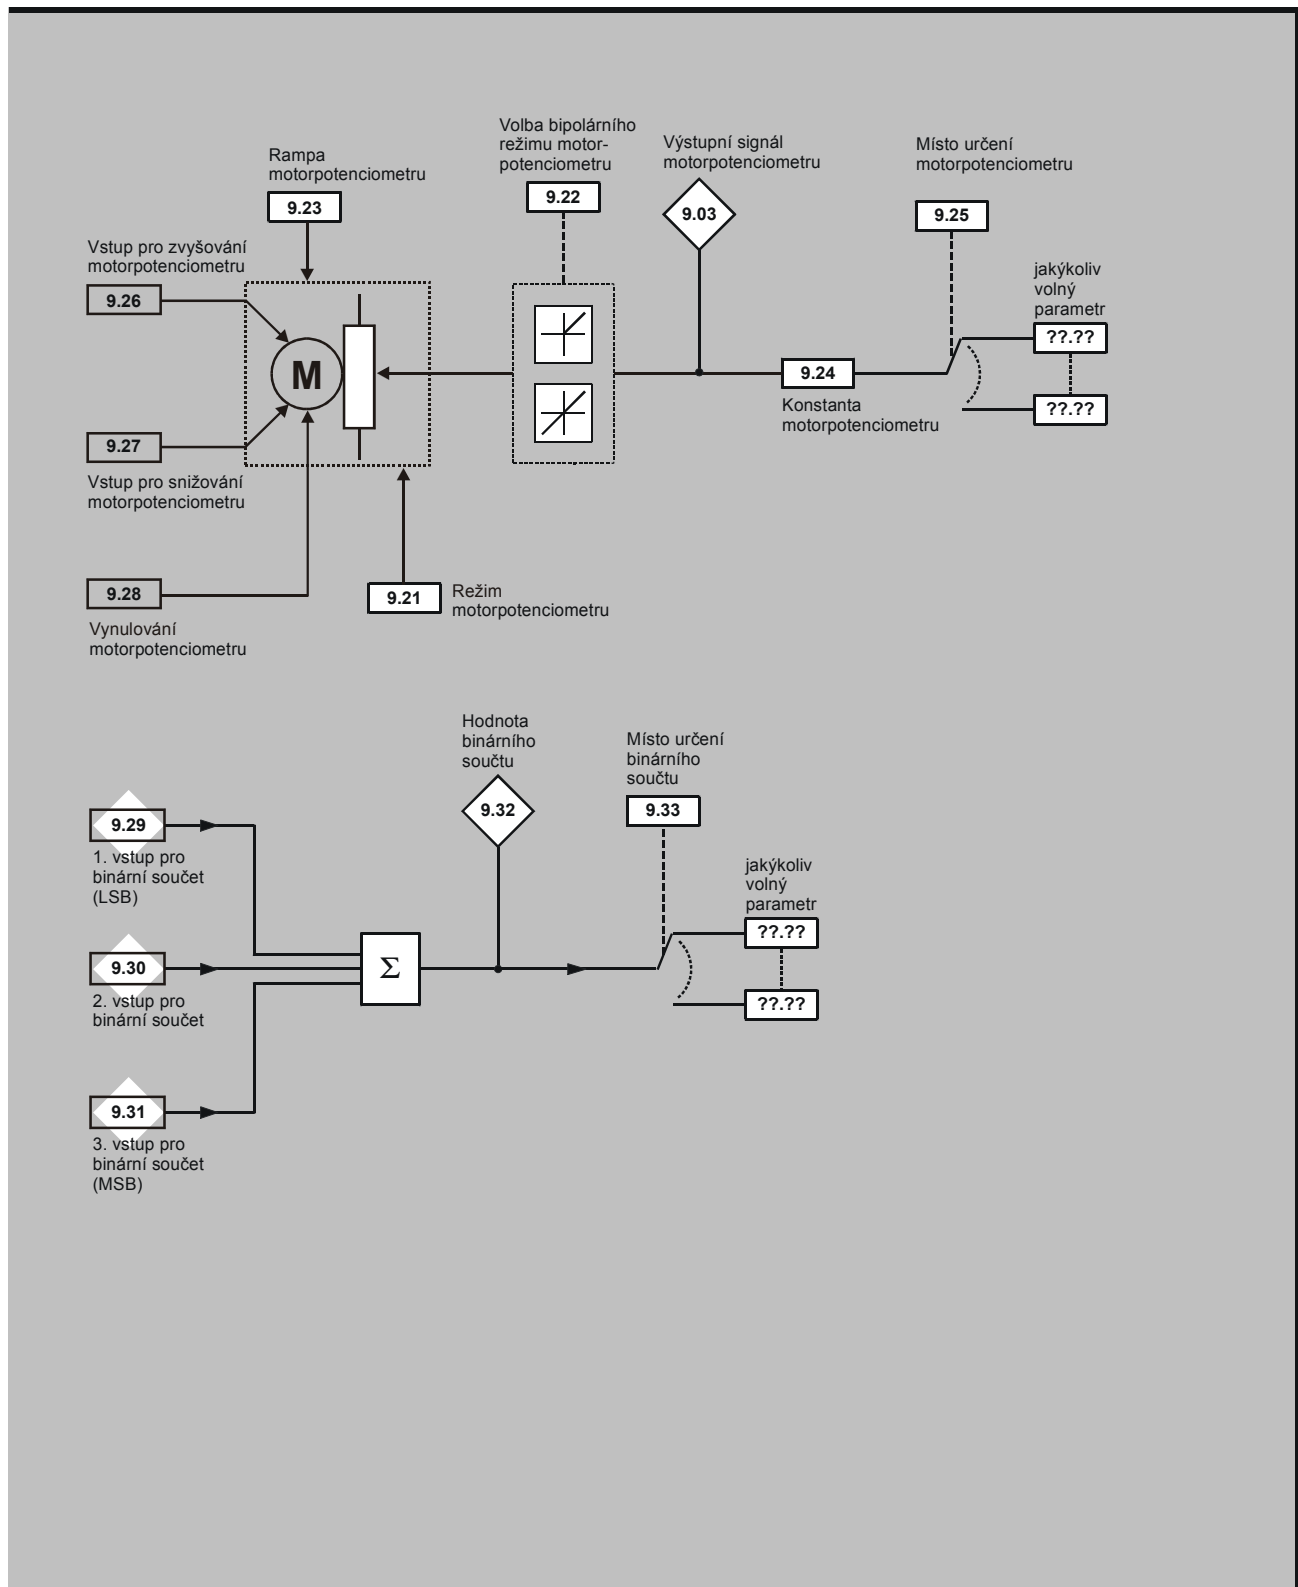 Volba bipolárního
režimu motor-
potenciometru
9.22
Výstupní signál
motorpotenciometru
9.03
Místo určení
motorpotenciometru
9.25
Rampa
motorpotenciometru
9.23
Vstup pro zvyšování
motorpotenciometru
9.26
jakýkoliv
volný
parametr
??.??
??.??
M
9.24
Konstanta
motorpotenciometru
9.27
Vstup pro snižování
motorpotenciometru
9.28
Vynulování
motorpotenciometru
9.21
Režim
motorpotenciometru
Hodnota
binárního
součtu
9.32
Místo určení
binárního
součtu
9.33
9.29
1. vstup pro
binární součet
(LSB)
jakýkoliv
volný
parametr
??.??
??.??
9.30
2. vstup pro
binární součet
Σ
9.31
3. vstup pro
binární součet
(MSB)